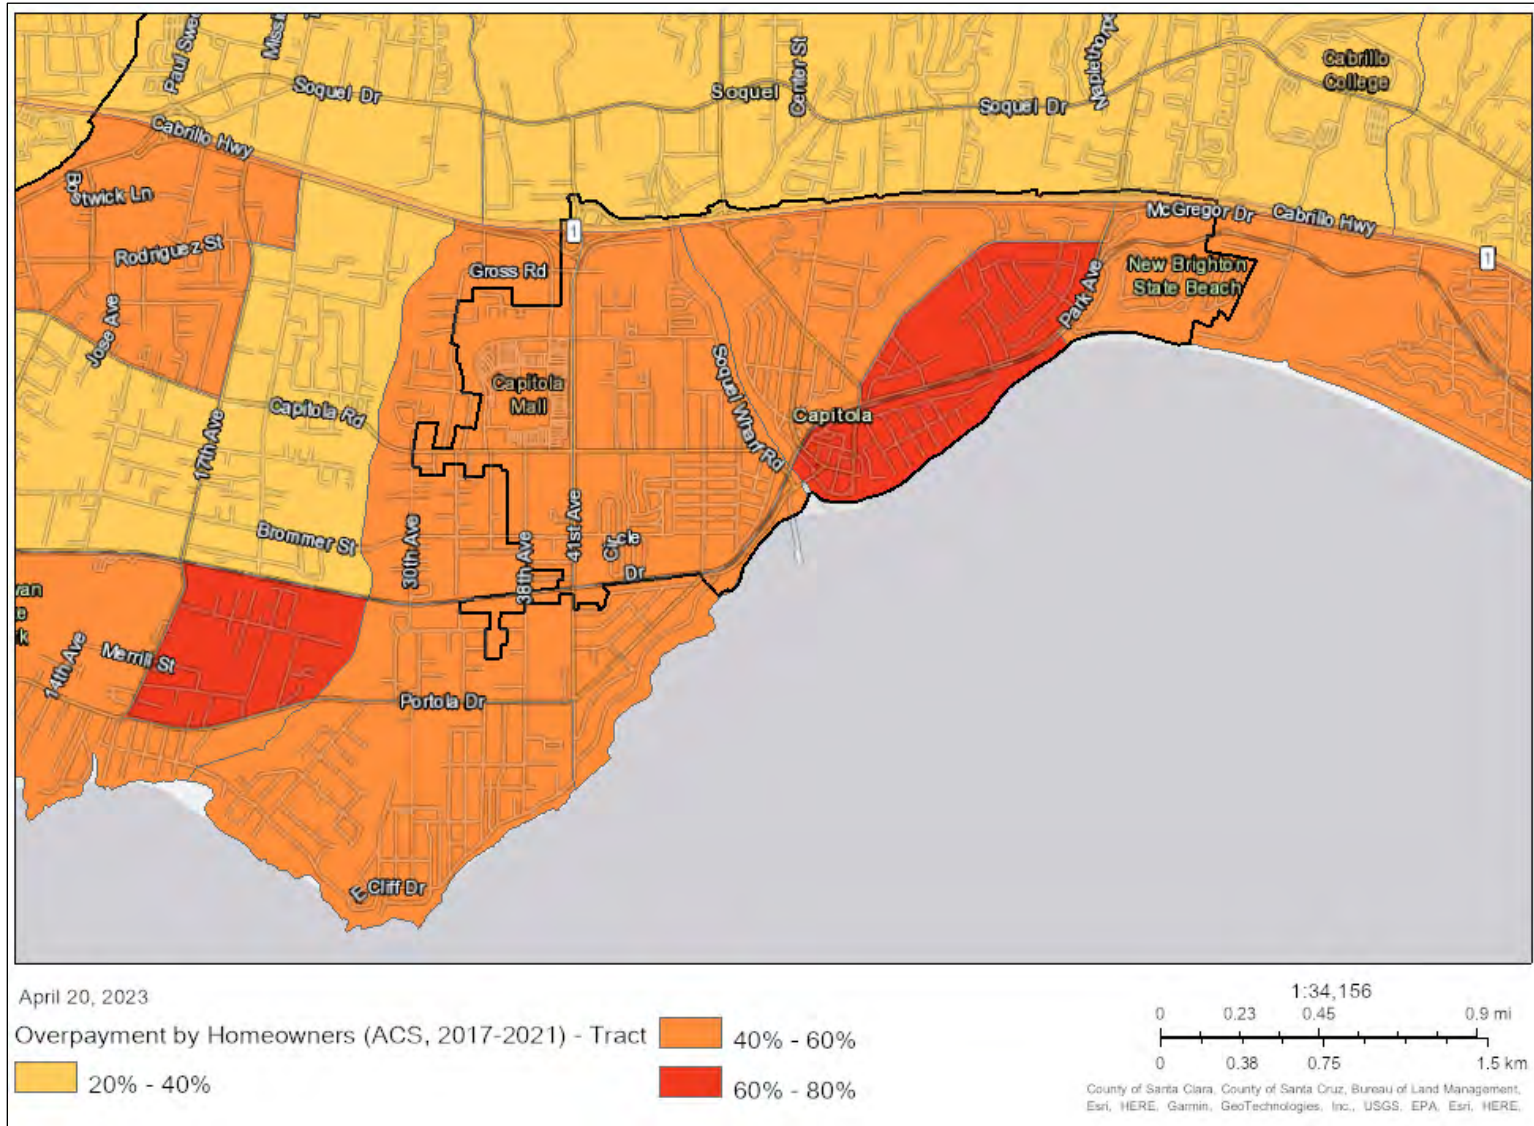 Paul Swe
Missi
Soquel Dr
Soquel
Center St
Soquel Dr
Maplethorpe
Cabrillo
College
Cabrillo Hwy
Bostwick Ln
Rodriguez St
Jose Ave
1
Gross Rd
McGregor Dr
Cabrillo Hwy
1
New Brighton
State Beach
Park Ave
Capitola
Mall
Soquel Wharf Rd
Capitola
Capitola Rd
17th Ave
Brommer St
30th Ave
38th Ave
41st Ave
Circle
Dr
van
e
rk
14th Ave
Merrill St
Portola Dr
E Cliff Dr
April 20, 2023
Overpayment by Homeowners (ACS, 2017-2021) - Tract
20% - 40%
40% - 60%
60% - 80%
1:34,156
0 0.23 0.45 0.9 mi
0 0.38 0.75 1.5 km
County of Santa Clara, County of Santa Cruz, Bureau of Land Management,
Esri, HERE, Garmin, GeoTechnologies, Inc., USGS, EPA, Esri, HERE,